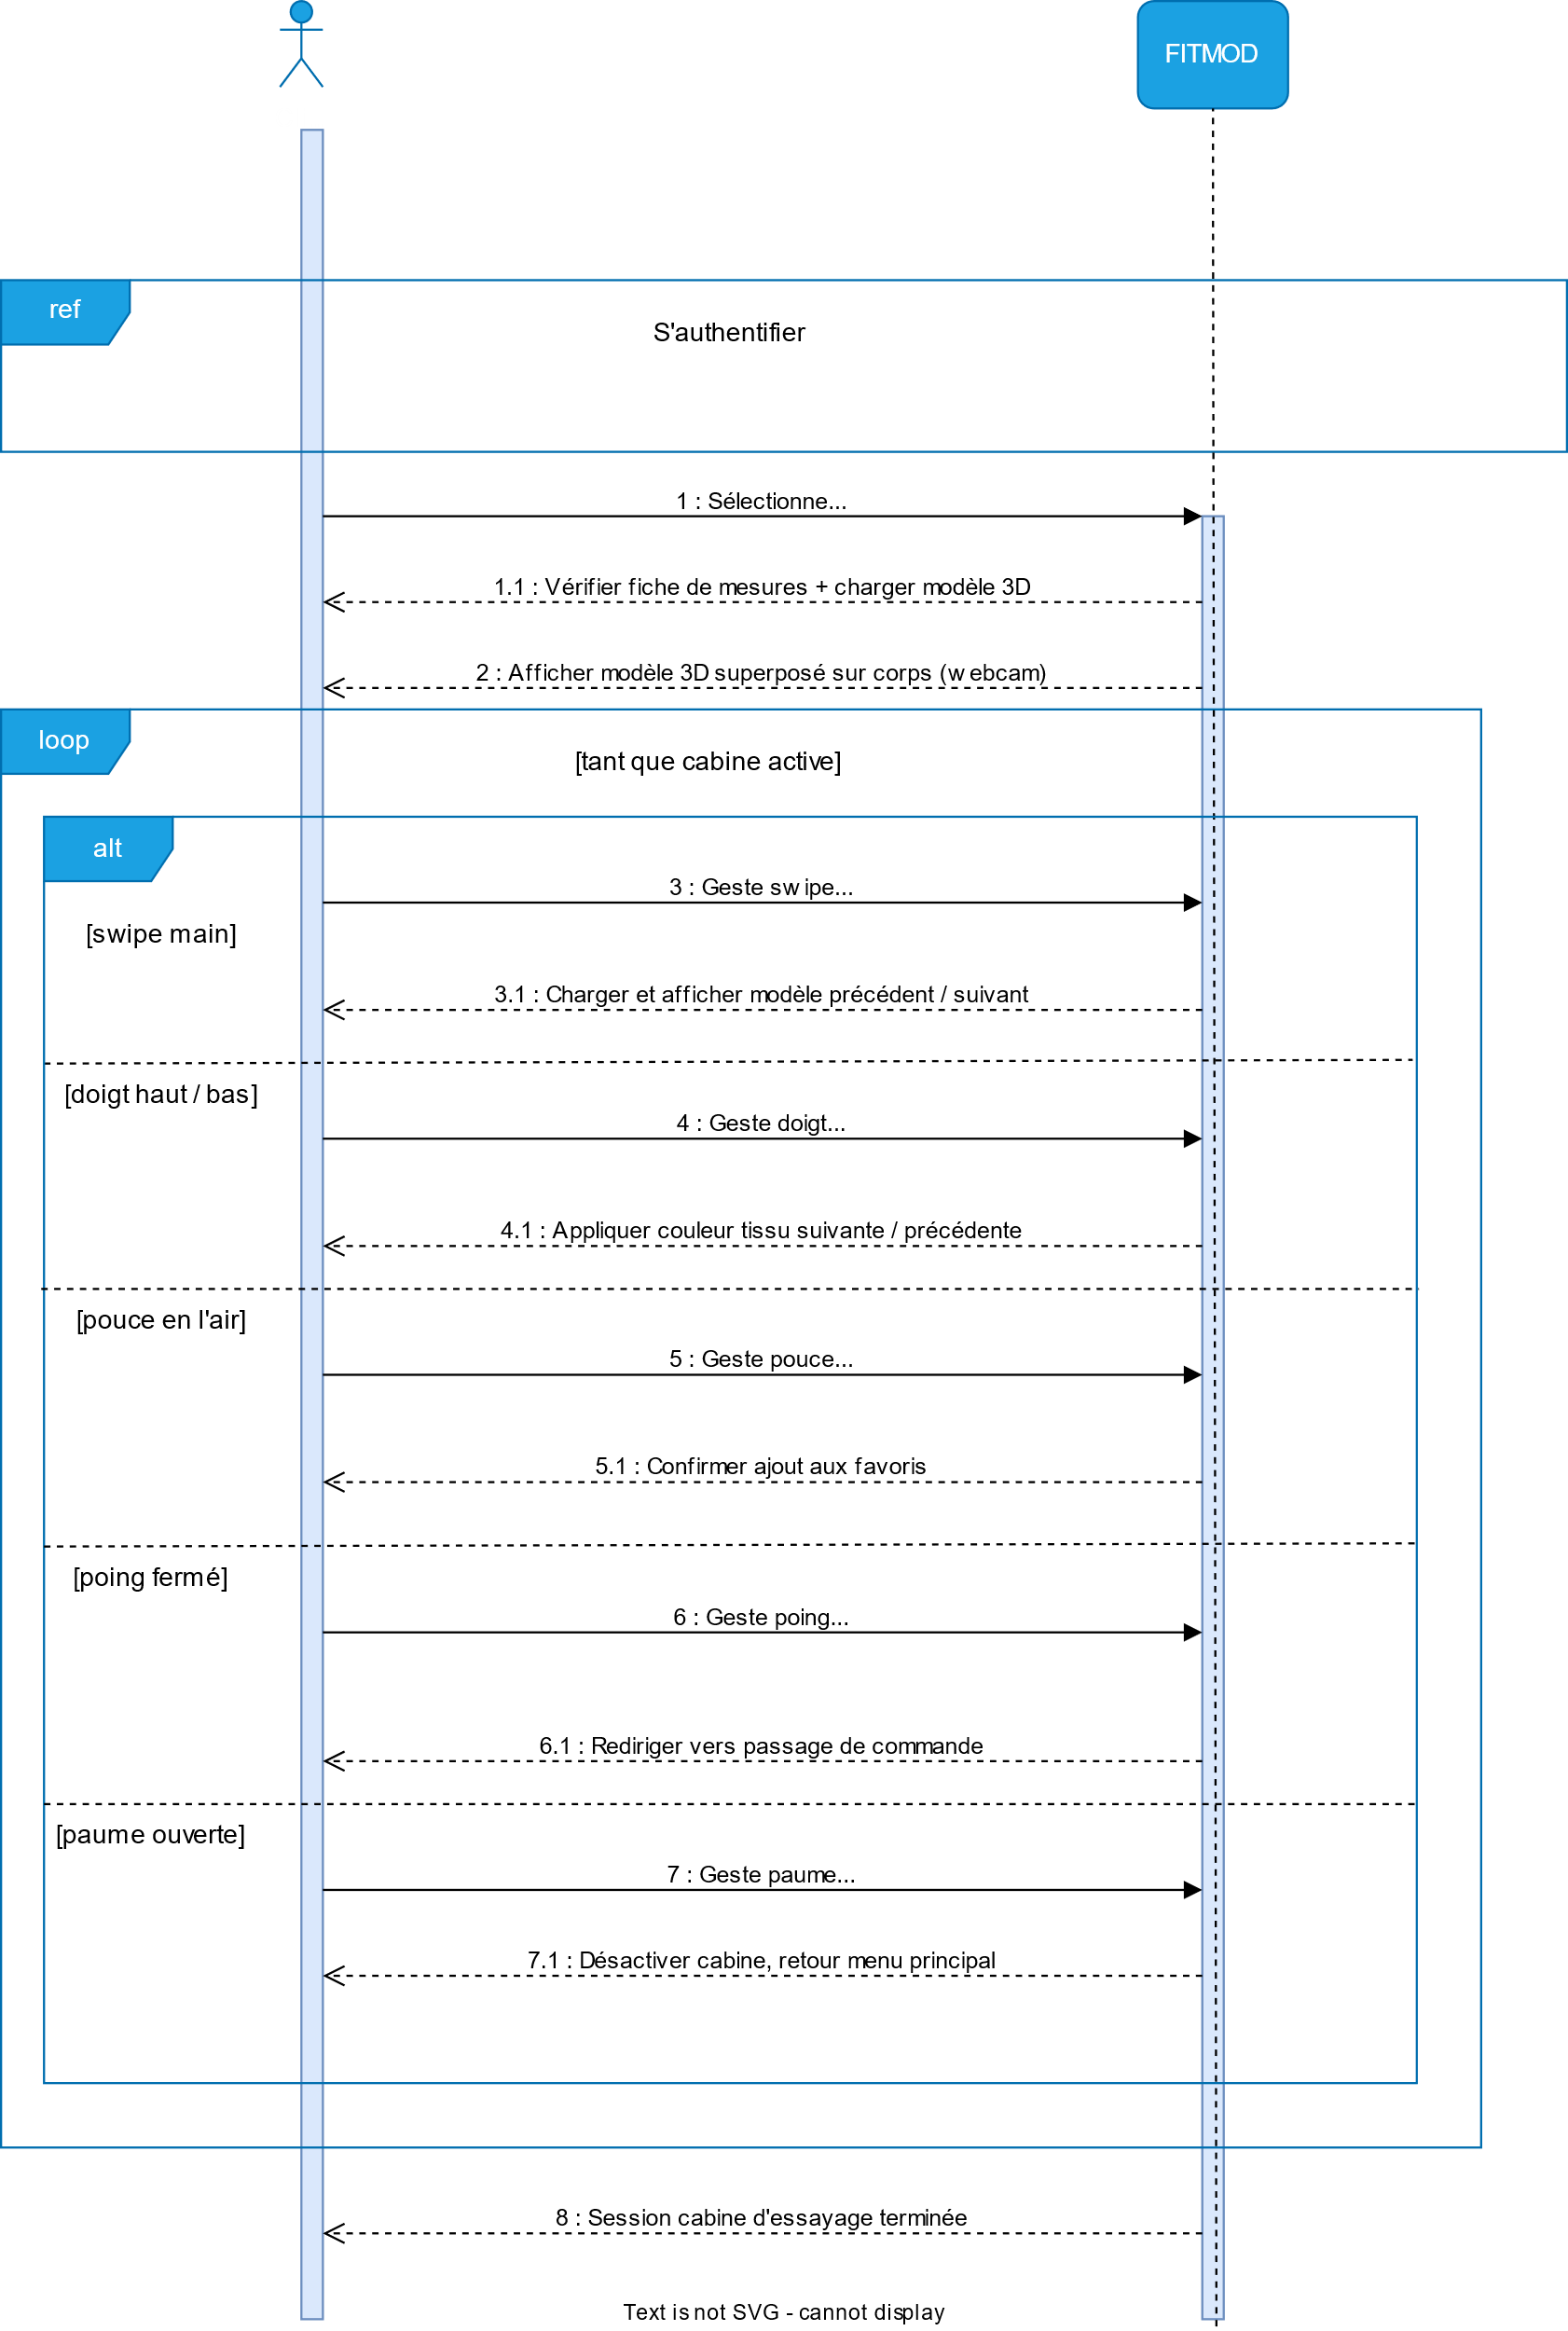 FITMOD
ref
S'authentifier
1 : Sélectionne...
1.1 : Vérifier fiche de mesures + charger modèle 3D
2 : Afficher modèle 3D superposé sur corps (webcam)
loop
[tant que cabine active]
alt
3 : Geste swipe...
[swipe main]
3.1 : Charger et afficher modèle précédent / suivant
[doigt haut / bas]
4 : Geste doigt...
4.1 : Appliquer couleur tissu suivante / précédente
[pouce en l'air]
5 : Geste pouce...
5.1 : Confirmer ajout aux favoris
[poing fermé]
6 : Geste poing...
6.1 : Rediriger vers passage de commande
[paume ouverte]
7 : Geste paume...
7.1 : Désactiver cabine, retour menu principal
8 : Session cabine d'essayage terminée
Text is not SVG - cannot display